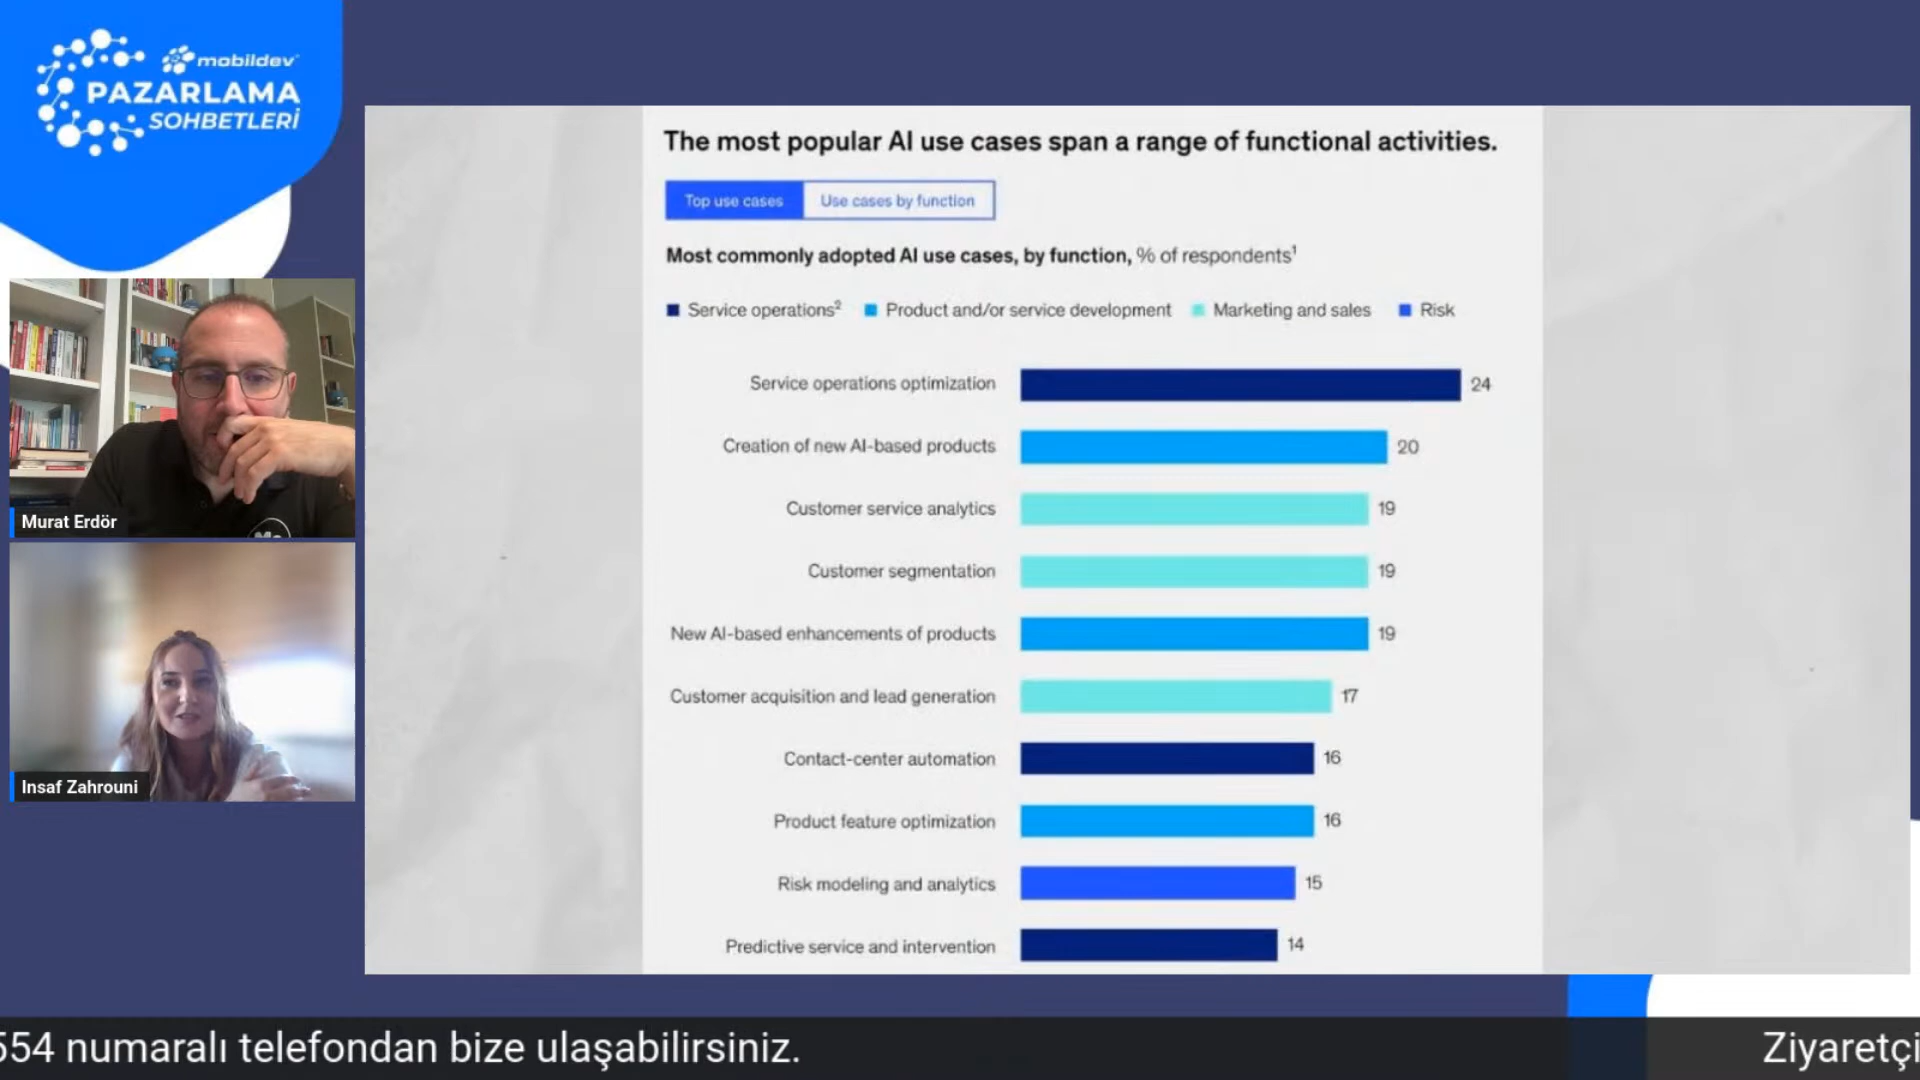 mobildev
PAZARLAMA
SOHBETLERİ
The most popular AI use cases span a range of functional activities.
Top use cases
Use cases by function
Most commonly adopted AI use cases, by function, % of respondents¹
Service operations²
Product and/or service development
Marketing and sales
Risk
Service operations optimization 24
Creation of new AI-based products 20
Customer service analytics 19
Customer segmentation 19
New AI-based enhancements of products 19
Customer acquisition and lead generation 17
Contact-center automation 16
Product feature optimization 16
Risk modeling and analytics 15
Predictive service and intervention 14
Murat Erdör
Insaf Zahrouni
554 numaralı telefondan bize ulaşabilirsiniz.
Ziyaretçi